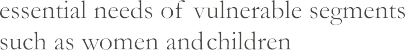 essential needs of vulnerable segments
such as women and children